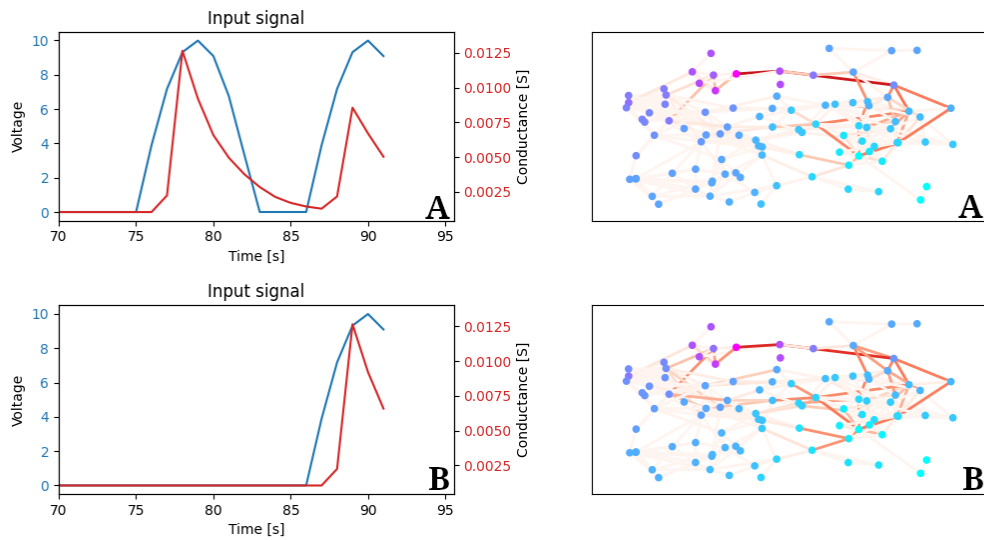 Input signal
10
8
6
4
2
0
Voltage
0.0125
0.0100
0.0075
0.0050
0.0025
Conductance [S]
70 75 80 85 90 95
Time [s]
A
A
Input signal
10
8
6
4
2
0
Voltage
0.0125
0.0100
0.0075
0.0050
0.0025
Conductance [S]
70 75 80 85 90 95
Time [s]
B
B